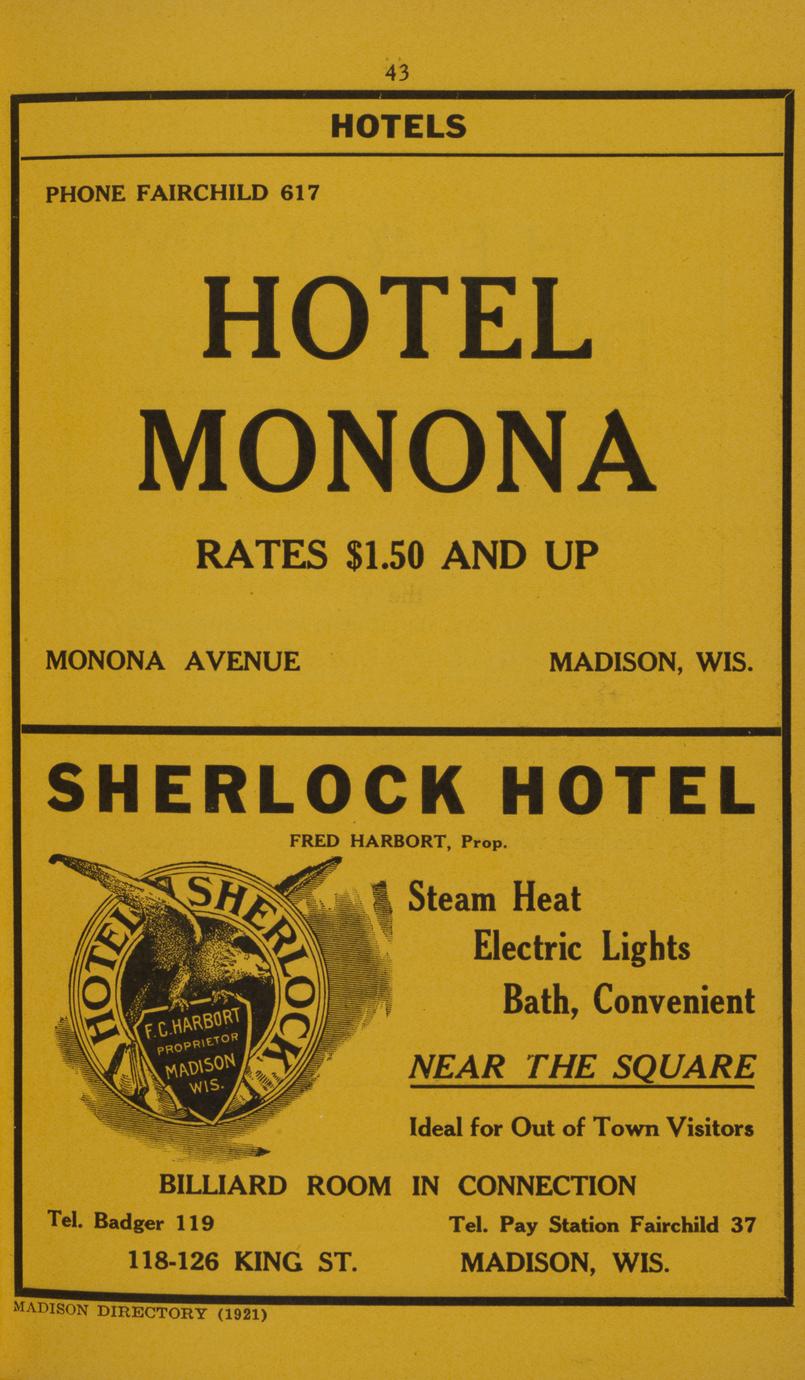 43
HOTELS
PHONE FAIRCHILD 617
HOTEL
MONONA
RATES $1.50 AND UP
MONONA AVENUE MADISON, WIS.
SHERLOCK HOTEL
FRED HARBORT, Prop.
HOTEL SHERLOCK
F.C. HARBORT
PROPRIETOR
MADISON
WIS.
Steam Heat
Electric Lights
Bath, Convenient
NEAR THE SQUARE
Ideal for Out of Town Visitors
BILLIARD ROOM IN CONNECTION
Tel. Badger 119 Tel. Pay Station Fairchild 37
118-126 KING ST. MADISON, WIS.
MADISON DIRECTORY (1921)